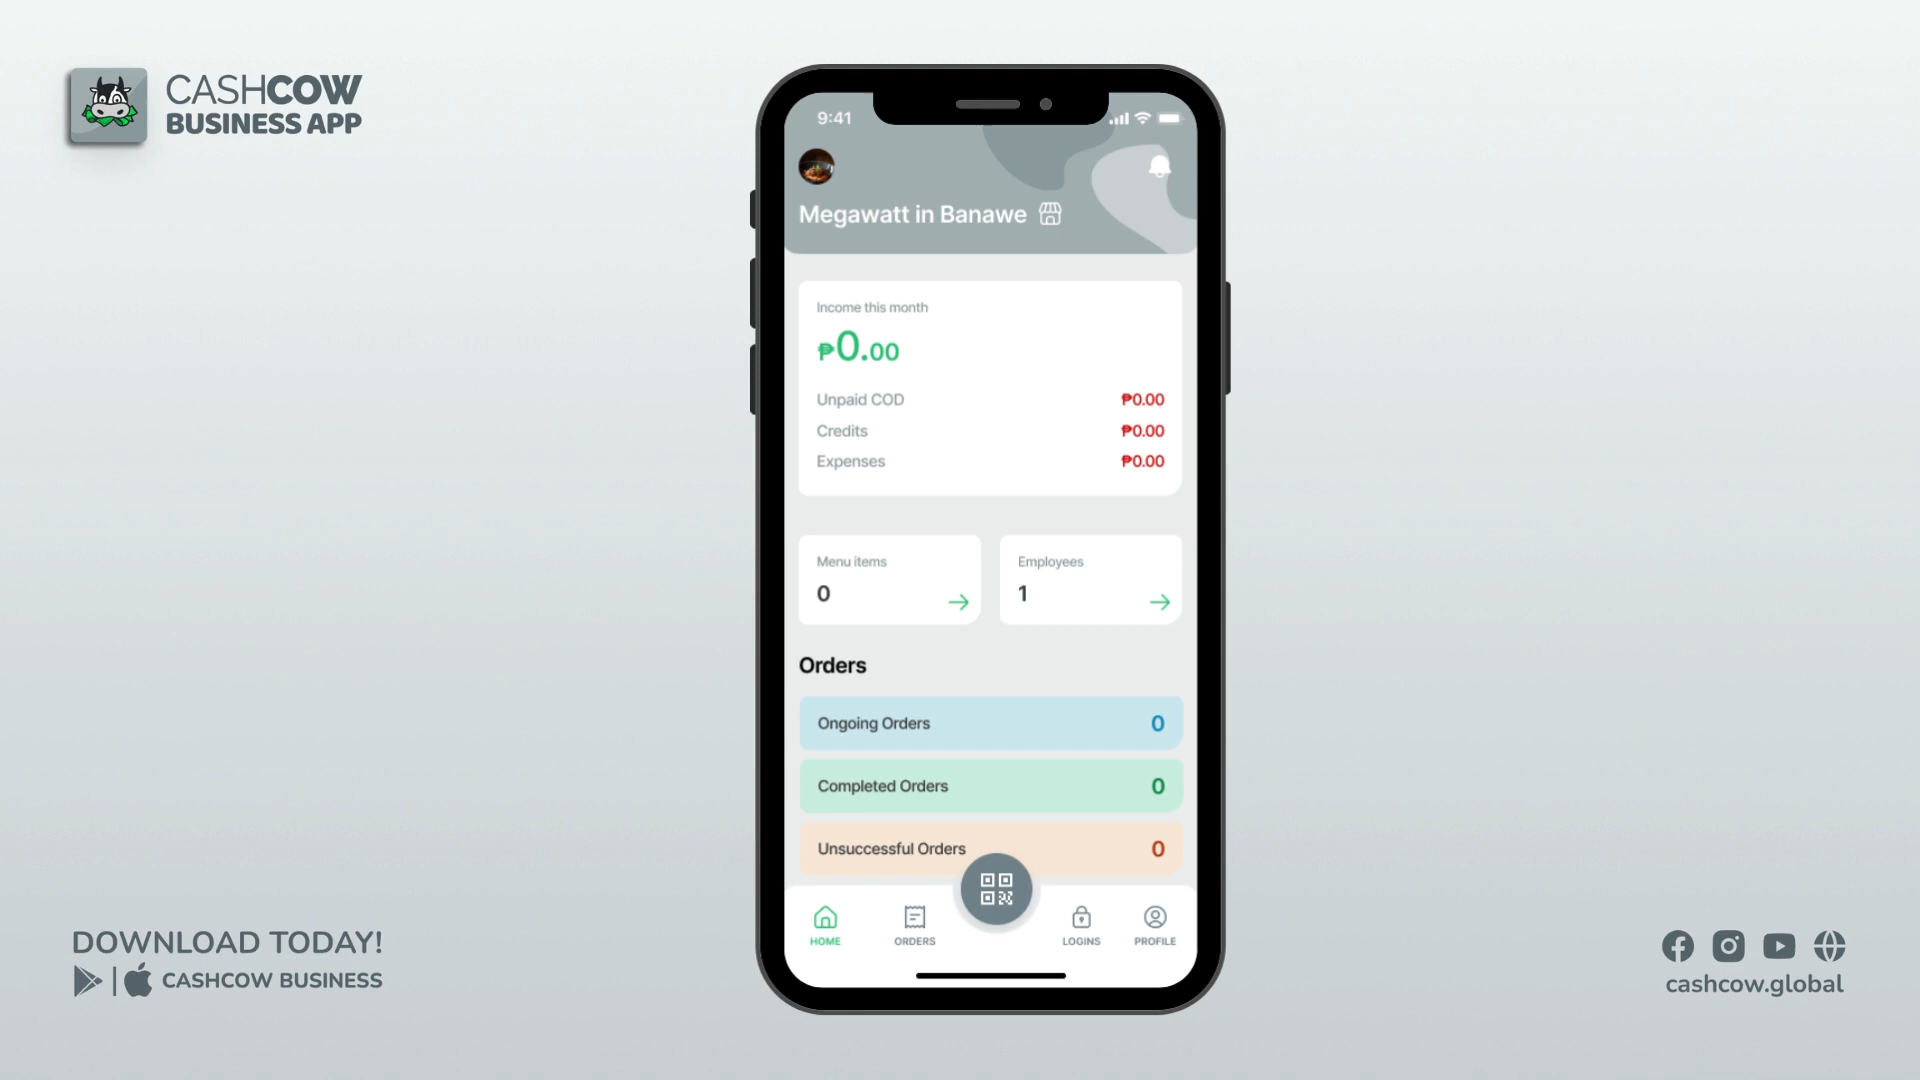 CASHCOW
BUSINESS APP
9:41
Megawatt in Banawe
Income this month
₱0.00
Unpaid COD ₱0.00
Credits ₱0.00
Expenses ₱0.00
Menu items
0
Employees
1
Orders
Ongoing Orders 0
Completed Orders 0
Unsuccessful Orders 0
HOME ORDERS LOGINS PROFILE
DOWNLOAD TODAY!
CASHCOW BUSINESS
cashcow.global